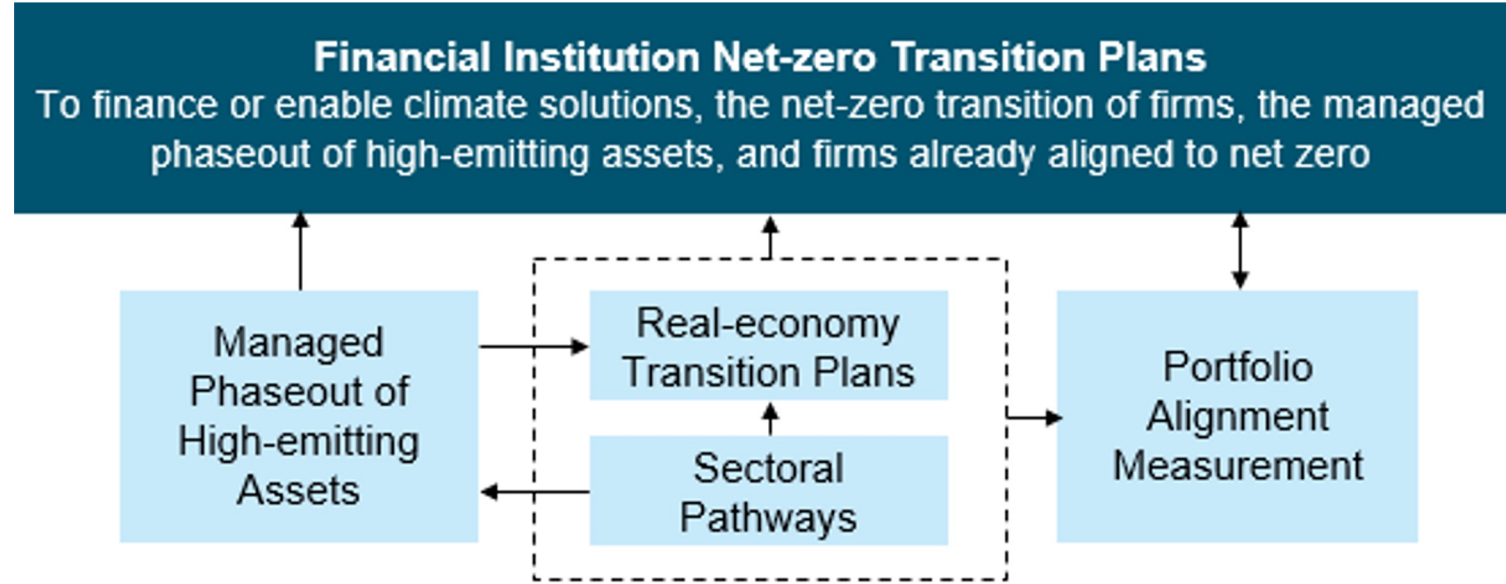 Financial Institution Net-zero Transition Plans
To finance or enable climate solutions, the net-zero transition of firms, the managed
phaseout of high-emitting assets, and firms already aligned to net zero
Managed
Phaseout of
High-emitting
Assets
Real-economy
Transition Plans
Sectoral
Pathways
Portfolio
Alignment
Measurement